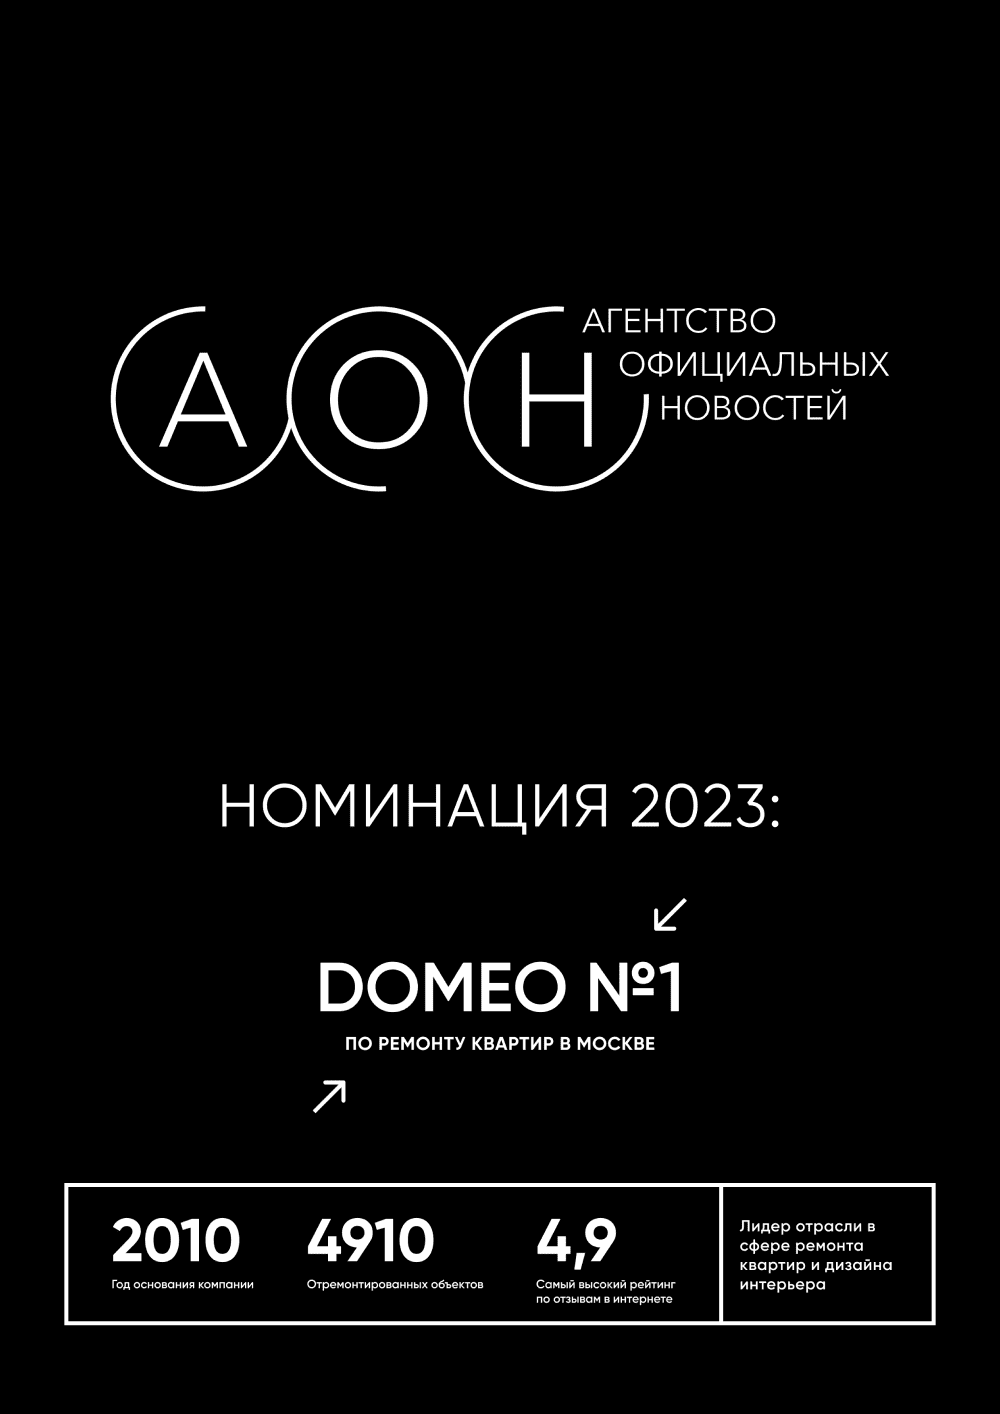 АОН
АГЕНТСТВО
ОФИЦИАЛЬНЫХ
НОВОСТЕЙ
НОМИНАЦИЯ 2023:
DOMEO №1
ПО РЕМОНТУ КВАРТИР В МОСКВЕ
2010
Год основания компании
4910
Отремонтированных объектов
4,9
Самый высокий рейтинг
по отзывам в интернете
Лидер отрасли в
сфере ремонта
квартир и дизайна
интерьера